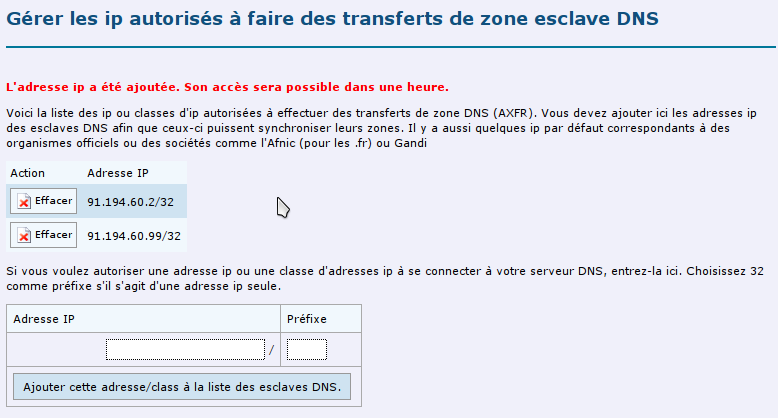 Gérer les ip autorisés à faire des transferts de zone esclave DNS
L'adresse ip a été ajoutée. Son accès sera possible dans une heure.
Voici la liste des ip ou classes d'ip autorisées à effectuer des transferts de zone DNS (AXFR). Vous devez ajouter ici les adresses ip
des esclaves DNS afin que ceux-ci puissent synchroniser leurs zones. Il y a aussi quelques ip par défaut correspondants à des
organismes officiels ou des sociétés comme l'Afnic (pour les .fr) ou Gandi
Action Adresse IP
Effacer 91.194.60.2/32
Effacer 91.194.60.99/32
Si vous voulez autoriser une adresse ip ou une classe d'adresses ip à se connecter à votre serveur DNS, entrez-la ici. Choisissez 32
comme préfixe s'il s'agit d'une adresse ip seule.
Adresse IP Préfixe
/
Ajouter cette adresse/class à la liste des esclaves DNS.